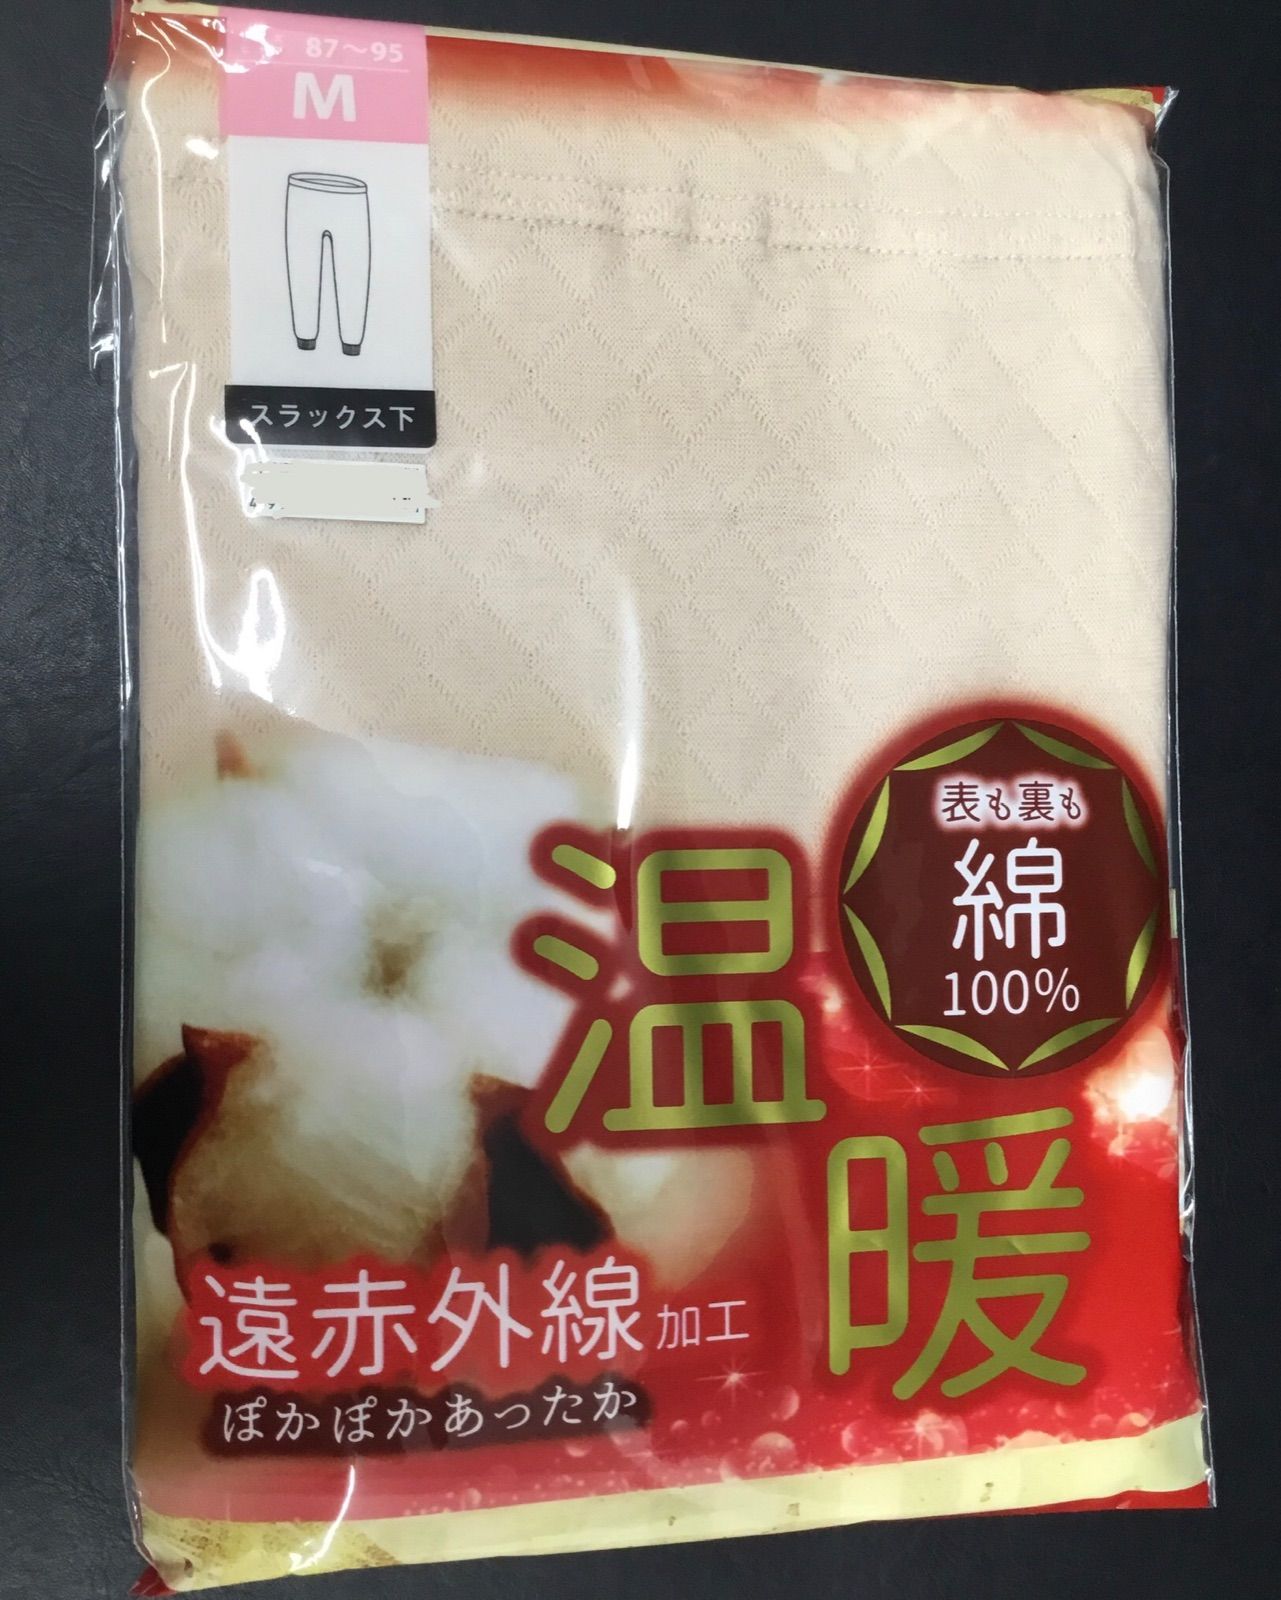 87～95
M
スラックス下
表も裏も
綿
100%
温
暖
遠赤外線加工
ぽかぽかあったか